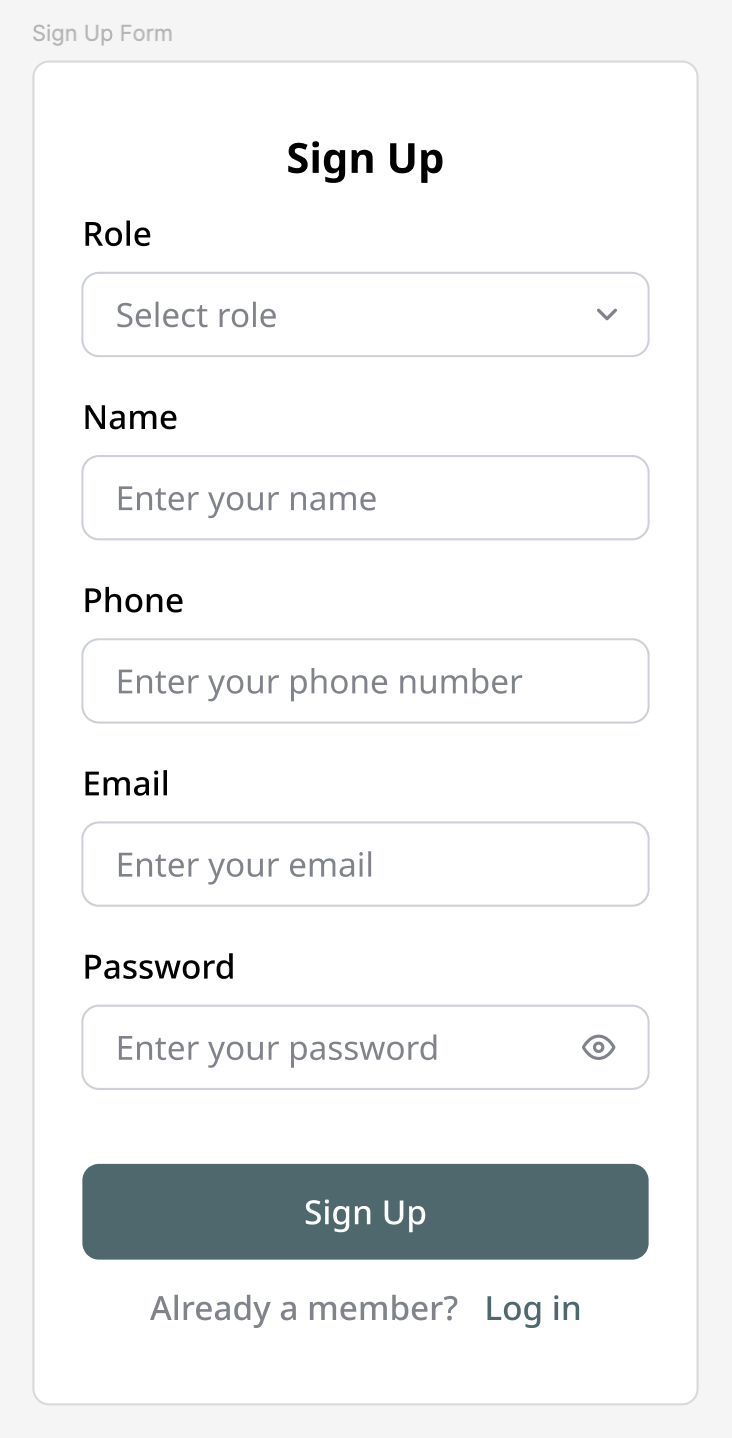 Sign Up Form
Sign Up
Role
Select role
Name
Enter your name
Phone
Enter your phone number
Email
Enter your email
Password
Enter your password
Sign Up
Already a member? Log in